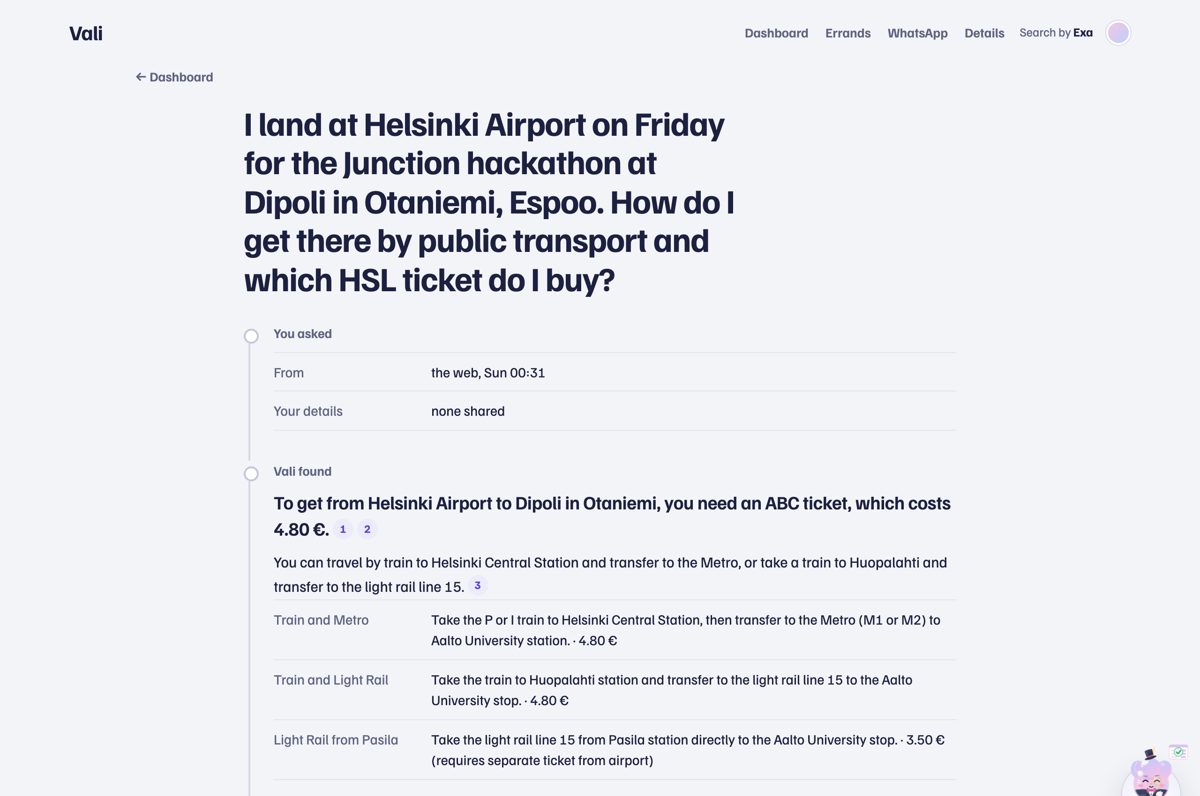 Vali
Dashboard Errands WhatsApp Details Search by Exa
← Dashboard
I land at Helsinki Airport on Friday
for the Junction hackathon at
Dipoli in Otaniemi, Espoo. How do I
get there by public transport and
which HSL ticket do I buy?
You asked
From the web, Sun 00:31
Your details none shared
Vali found
To get from Helsinki Airport to Dipoli in Otaniemi, you need an ABC ticket, which costs
4.80 €. 1 2
You can travel by train to Helsinki Central Station and transfer to the Metro, or take a train to Huopalahti and
transfer to the light rail line 15. 3
Train and Metro Take the P or I train to Helsinki Central Station, then transfer to the Metro (M1 or M2) to
Aalto University station. · 4.80 €
Train and Light Rail Take the train to Huopalahti station and transfer to the light rail line 15 to the Aalto
University stop. · 4.80 €
Light Rail from Pasila Take the light rail line 15 from Pasila station directly to the Aalto University stop. · 3.50 €
(requires separate ticket from airport)